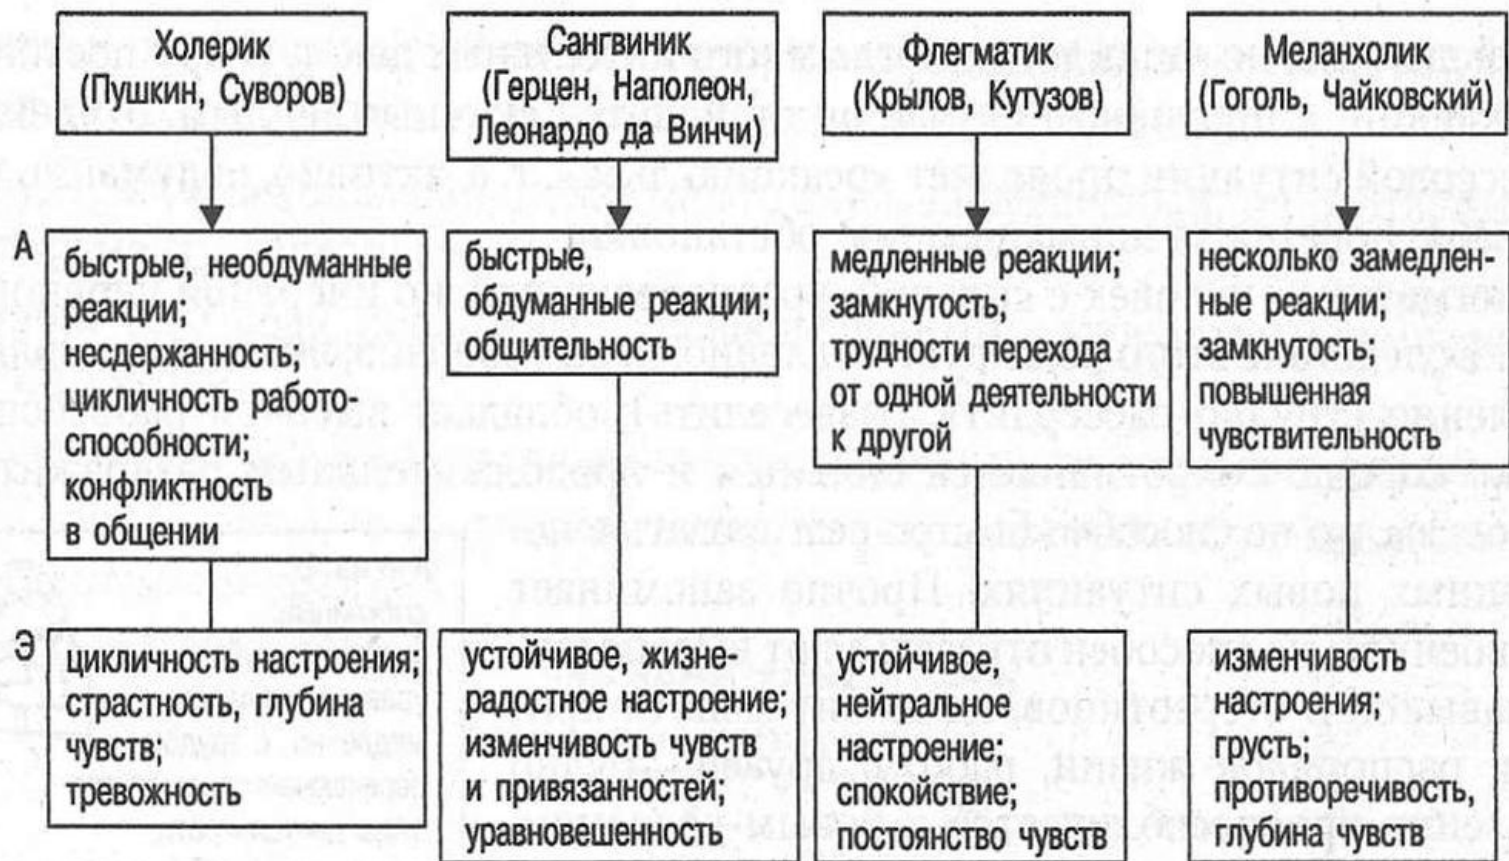 Холерик
(Пушкин, Суворов)
Сангвиник
(Герцен, Наполеон,
Леонардо да Винчи)
Флегматик
(Крылов, Кутузов)
Меланхолик
(Гоголь, Чайковский)
А
быстрые, необдуманные
реакции;
несдержанность;
цикличность работо-
способности;
конфликтность
в общении
быстрые,
обдуманные реакции;
общительность
медленные реакции;
замкнутость;
трудности перехода
от одной деятельности
к другой
несколько замедлен-
ные реакции;
замкнутость;
повышенная
чувствительность
Э
цикличность настроения;
страстность, глубина
чувств;
тревожность
устойчивое, жизне-
радостное настроение;
изменчивость чувств
и привязанностей;
уравновешенность
устойчивое,
нейтральное
настроение;
спокойствие;
постоянство чувств
изменчивость
настроения;
грусть;
противоречивость,
глубина чувств